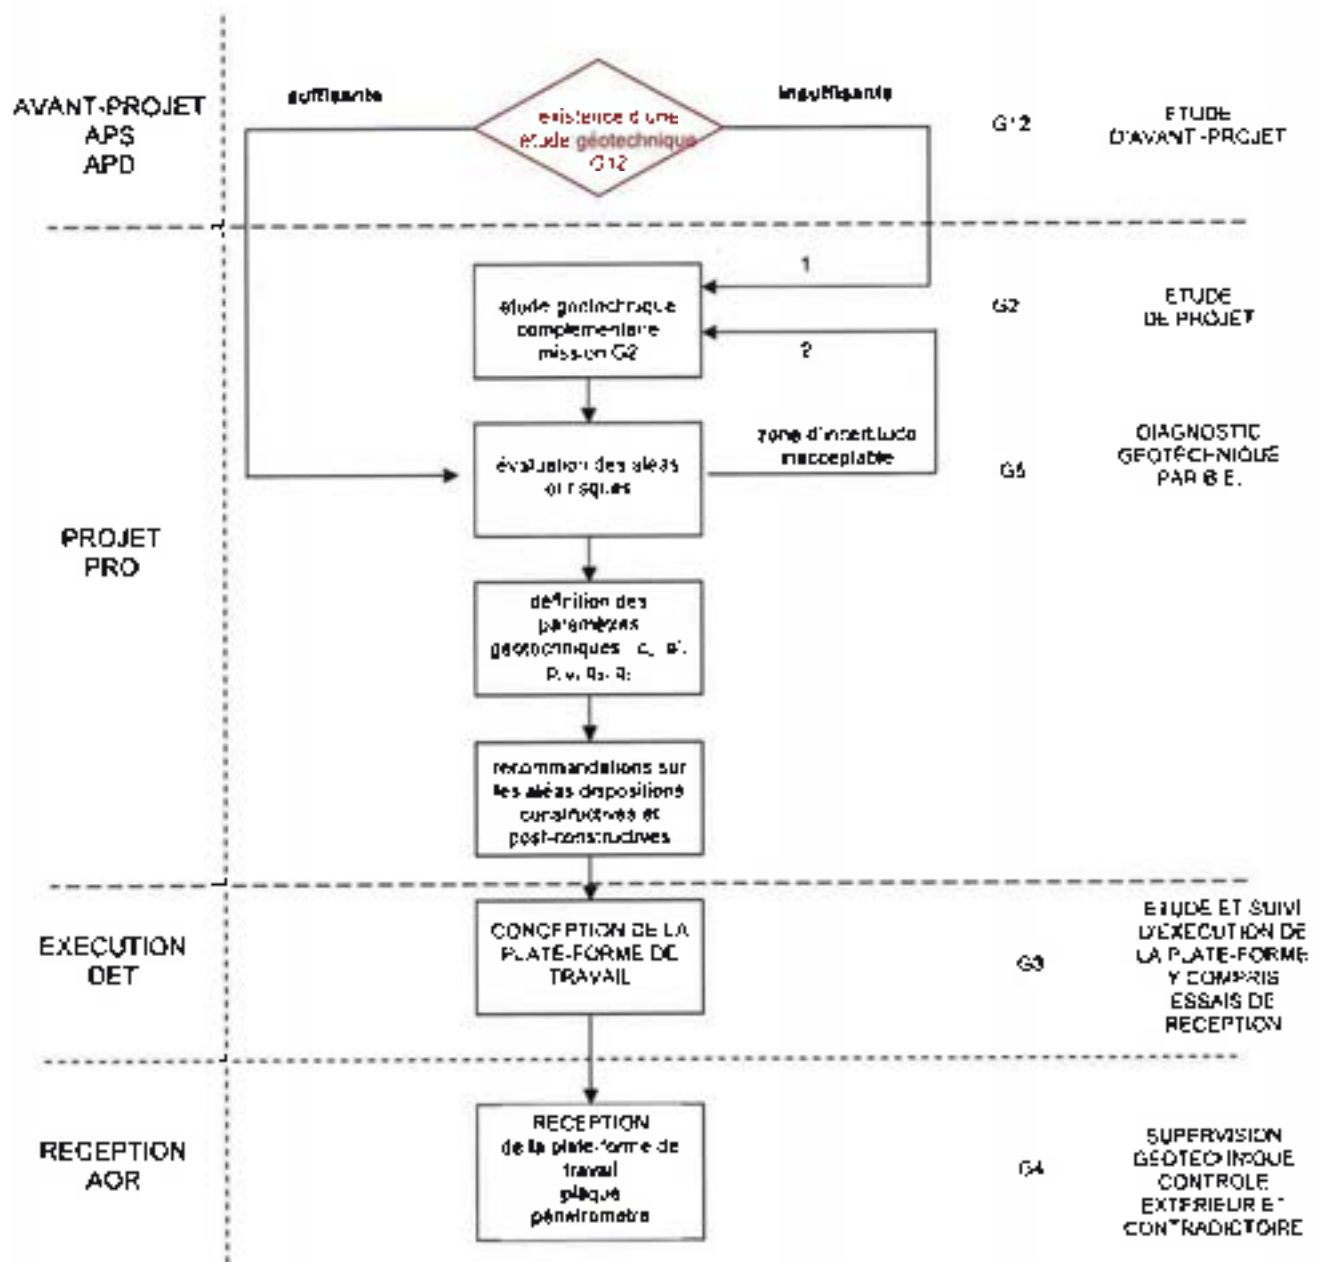 AVANT-PROJET
APS
APD
suffisante
existence d'une
étude géotechnique
G12
insuffisante
G12
ETUDE
D'AVANT-PROJET
1
étude géotechnique
complémentaire
mission G2
2
G2
ETUDE
DE PROJET
PROJET
PRO
évaluation des aléas
et risques
zone d'incertitude
inacceptable
G5
DIAGNOSTIC
GEOTECHNIQUE
PAR B.E.
définition des
paramètres
géotechniques
recommandations sur
les aléas dispositions
constructives et
post-constructives
EXECUTION
DET
CONCEPTION DE LA
PLATE-FORME DE
TRAVAIL
G3
ETUDE ET SUIVI
D'EXECUTION DE
LA PLATE-FORME
Y COMPRIS
ESSAIS DE
RECEPTION
RECEPTION
AOR
RECEPTION
de la plate-forme de
travail
plaque
pénétromètre
G4
SUPERVISION
GEOTECHNIQUE
CONTROLE
EXTERIEUR ET
CONTRADICTOIRE